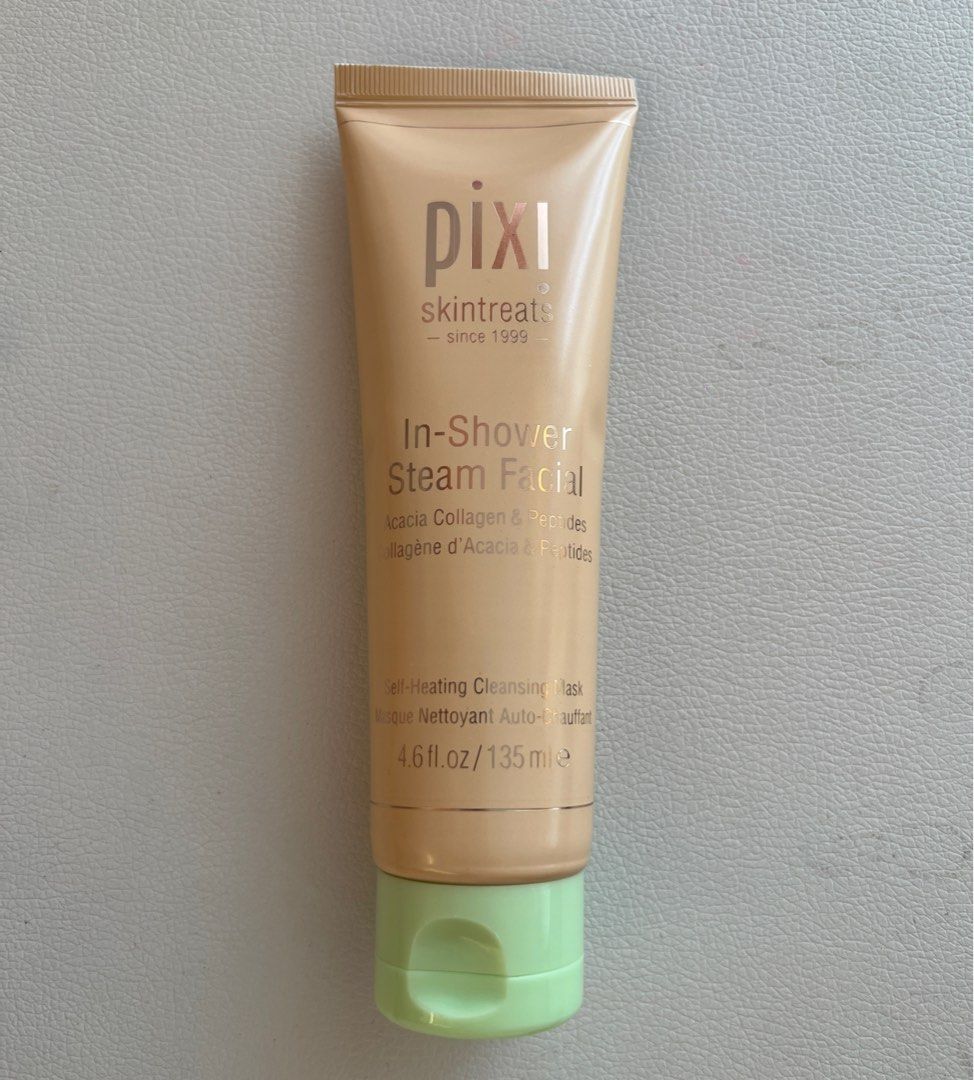 pixi
skintreats
— since 1999 —
In-Shower
Steam Facial
Acacia Collagen & Peptides
Collagène d'Acacia & Peptides
Self-Heating Cleansing Mask
Masque Nettoyant Auto-Chauffant
4.6 fl.oz/135 ml e